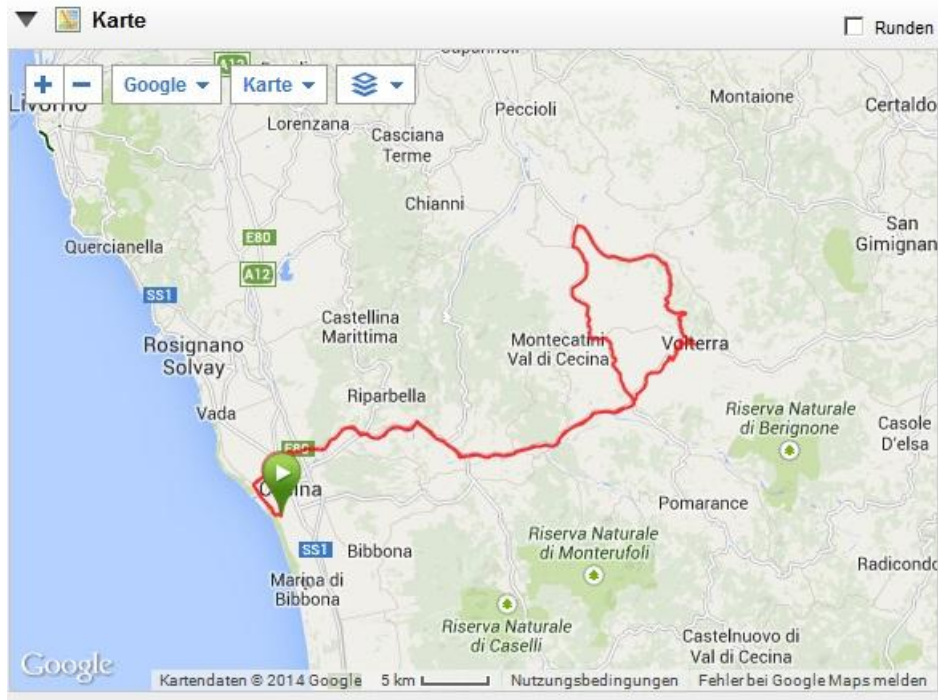 Karte
Runden
Google
Karte
A12
Livorno
Peccioli
Montaione
Certaldo
Lorenzana
Casciana
Terme
Chianni
San
Gimignan
E80
Quercianella
A12
SS1
Castellina
Marittima
Rosignano
Solvay
Montecatini
Val di Cecina
Volterra
Riparbella
Vada
Riserva Naturale
di Berignone
Casole
D'elsa
E80
Cecina
Pomarance
Riserva Naturale
di Monterufoli
SS1
Bibbona
Radicondo
Marina di
Bibbona
Riserva Naturale
di Caselli
Castelnuovo di
Val di Cecina
Google
Kartendaten © 2014 Google 5 km Nutzungsbedingungen Fehler bei Google Maps melden